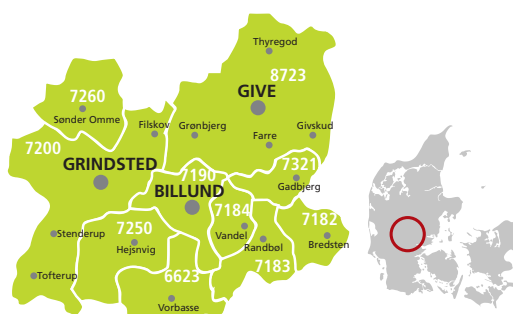 Thyregod
8723
GIVE
7260
Sønder Omme
Filskov
Grønbjerg
Givskud
7200
Farre
GRINDSTED
7190
7321
BILLUND
Gadbjerg
7184
7182
7250
Stenderup
Vandel
Hejsnvig
Randbøl
Bredsten
7183
6623
Tofterup
Vorbasse